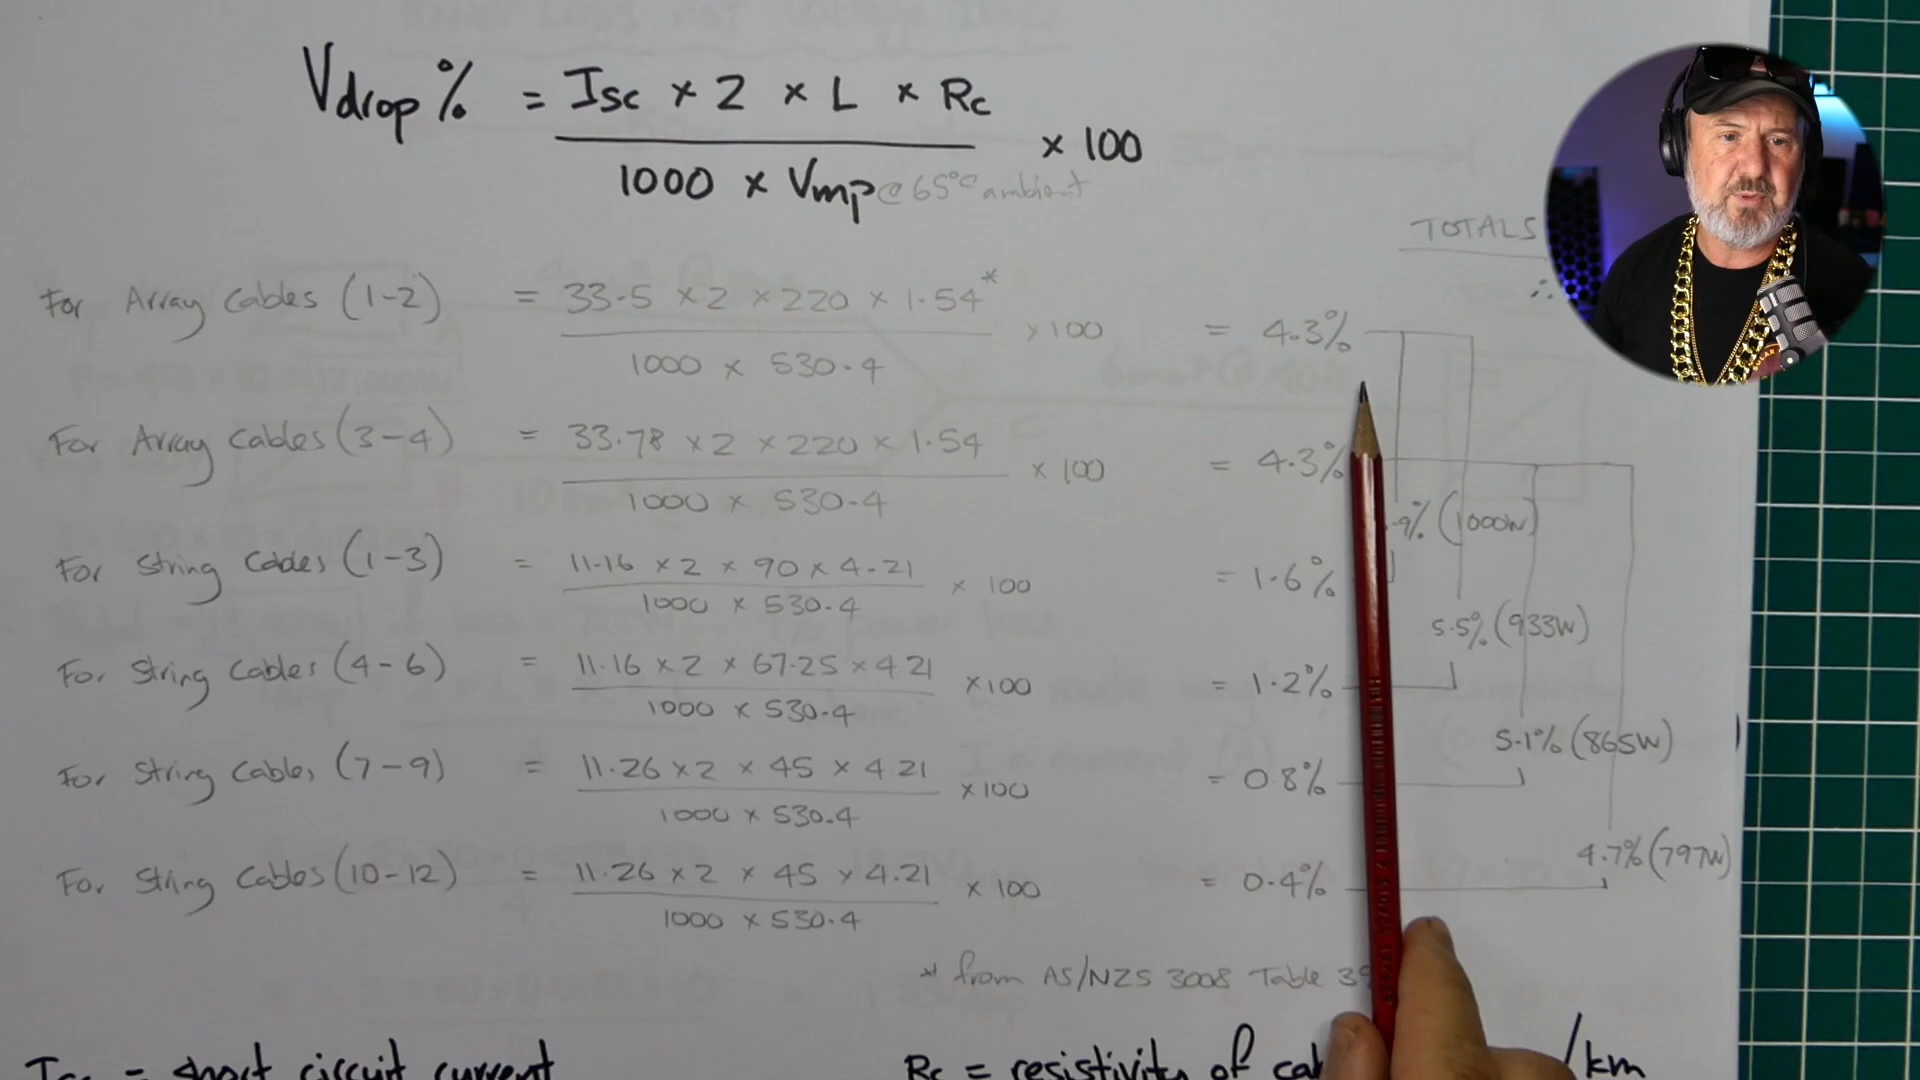 Vdrop % = Isc × 2 × L × Rc
1000 × Vmp @ 65°C ambient
× 100
TOTALS
∴
For Array Cables (1-2) = 33.5 × 2 × 220 × 1.54*
1000 × 530.4
×100 = 4.3%
For Array Cables (3-4) = 33.78 × 2 × 220 × 1.54
1000 × 530.4
× 100 = 4.3%
.9% (1000W)
For String Cables (1-3) = 11.16 × 2 × 90 × 4.21
1000 × 530.4
× 100 = 1.6%
5.5% (933W)
For String Cables (4-6) = 11.16 × 2 × 67.25 × 4.21
1000 × 530.4
×100 = 1.2%
5.1% (865W)
For String Cables (7-9) = 11.26 × 2 × 45 × 4.21
1000 × 530.4
×100 = 0.8%
4.7% (797W)
For String Cables (10-12) = 11.26 × 2 × 45 × 4.21
1000 × 530.4
× 100 = 0.4%
* from AS/NZS 3008 Table
Isc = short circuit current
Rc = resistivity of /km